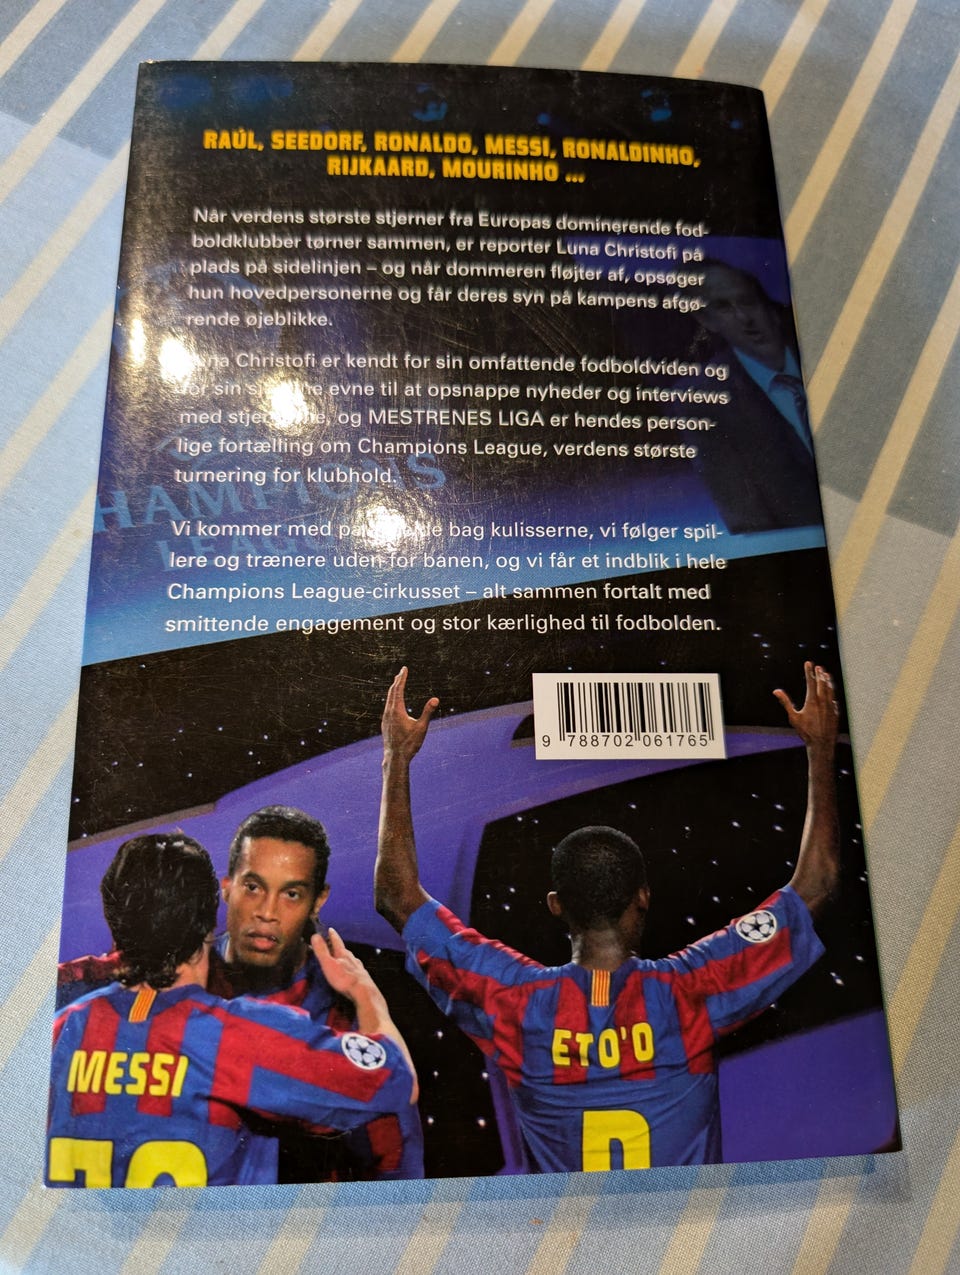 RAÚL, SEEDORF, RONALDO, MESSI, RONALDINHO,
RIJKAARD, MOURINHO ...
Når verdens største stjerner fra Europas dominerende fod-
boldklubber tørner sammen, er reporter Luna Christofi på
plads på sidelinjen – og når dommeren fløjter af, opsøger
hun hovedpersonerne og får deres syn på kampens afgø-
rende øjeblikke.
Luna Christofi er kendt for sin omfattende fodboldviden og
for sin evne til at opsnappe nyheder og interviews
med stjernerne, og MESTRENES LIGA er hendes person-
lige fortælling om Champions League, verdens største
turnering for klubhold.
CHAMPIONS
LEAGUE
Vi kommer med bag kulisserne, vi følger spil-
lere og trænere uden for banen, og vi får et indblik i hele
Champions League-cirkusset – alt sammen fortalt med
smittende engagement og stor kærlighed til fodbolden.
9 788702 061765
MESSI
ETO'O